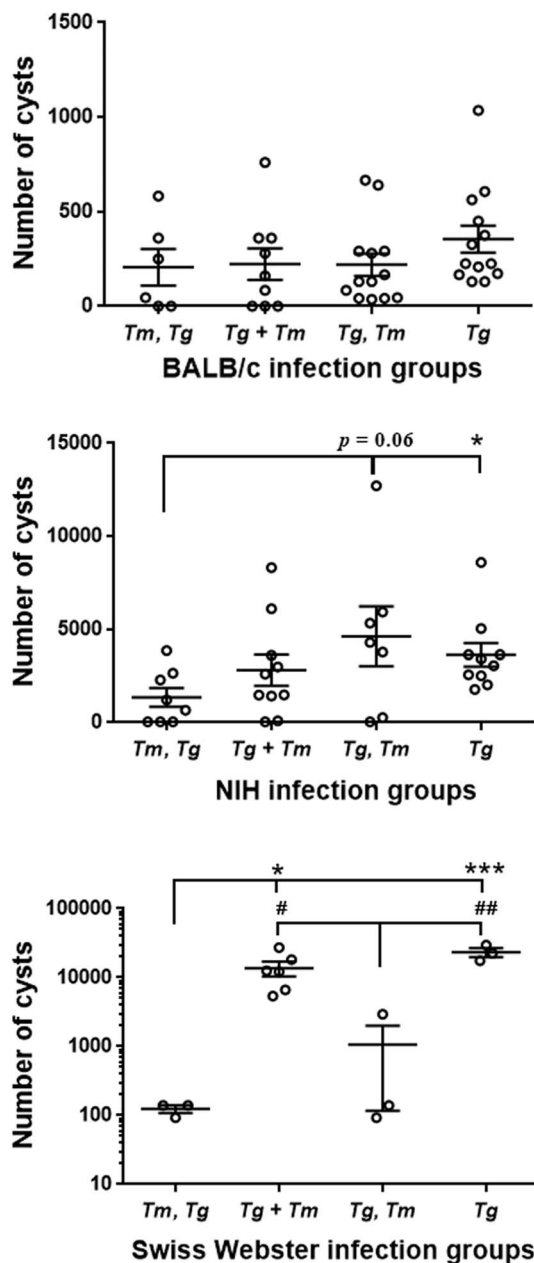 Number of cysts
1500
1000
500
0
Tm, Tg
Tg + Tm
Tg, Tm
Tg
BALB/c infection groups
Number of cysts
15000
10000
5000
0
p = 0.06
*
Tm, Tg
Tg + Tm
Tg, Tm
Tg
NIH infection groups
Number of cysts
100000
10000
1000
100
10
*
***
#
##
Tm, Tg
Tg + Tm
Tg, Tm
Tg
Swiss Webster infection groups